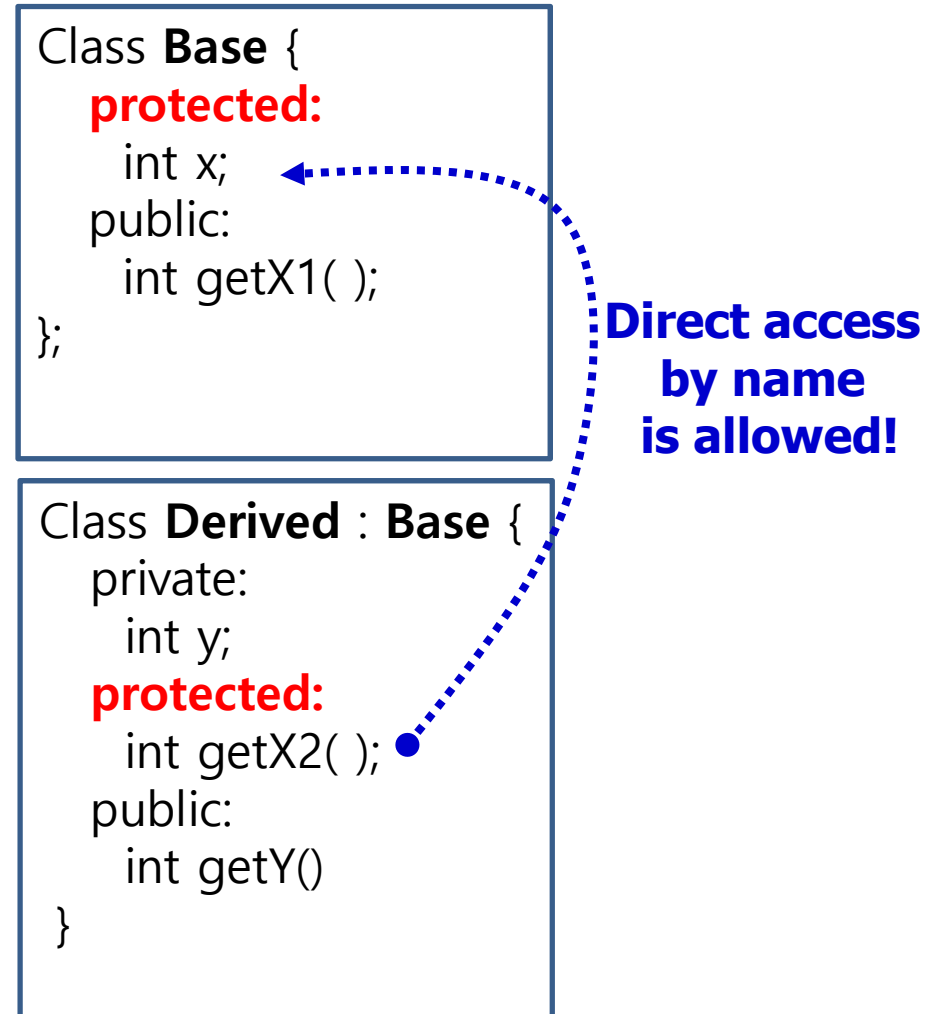 Class Base {
protected:
int x;
public:
int getX1( );
};
Direct access
by name
is allowed!
Class Derived : Base {
private:
int y;
protected:
int getX2( );
public:
int getY()
}